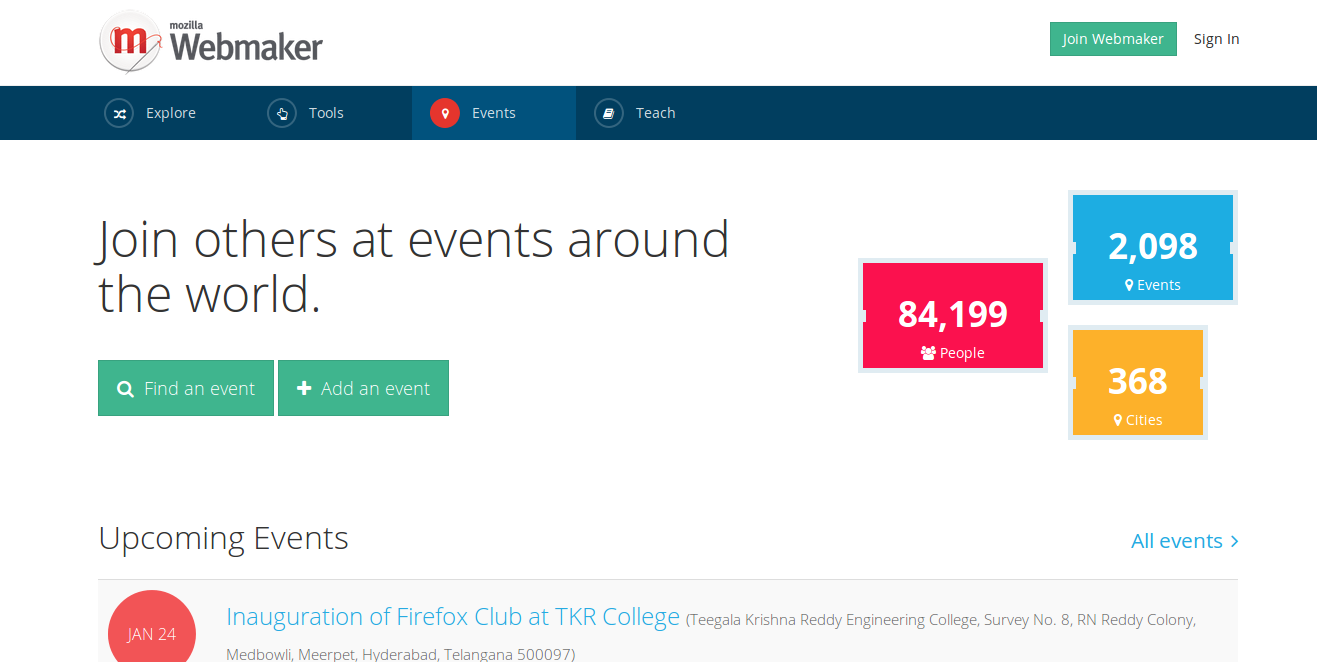 mozilla
Webmaker
Join Webmaker
Sign In
Explore
Tools
Events
Teach
Join others at events around
the world.
Find an event
Add an event
84,199
People
2,098
Events
368
Cities
Upcoming Events
All events
JAN 24
Inauguration of Firefox Club at TKR College (Teegala Krishna Reddy Engineering College, Survey No. 8, RN Reddy Colony,
Medbowli, Meerpet, Hyderabad, Telangana 500097)